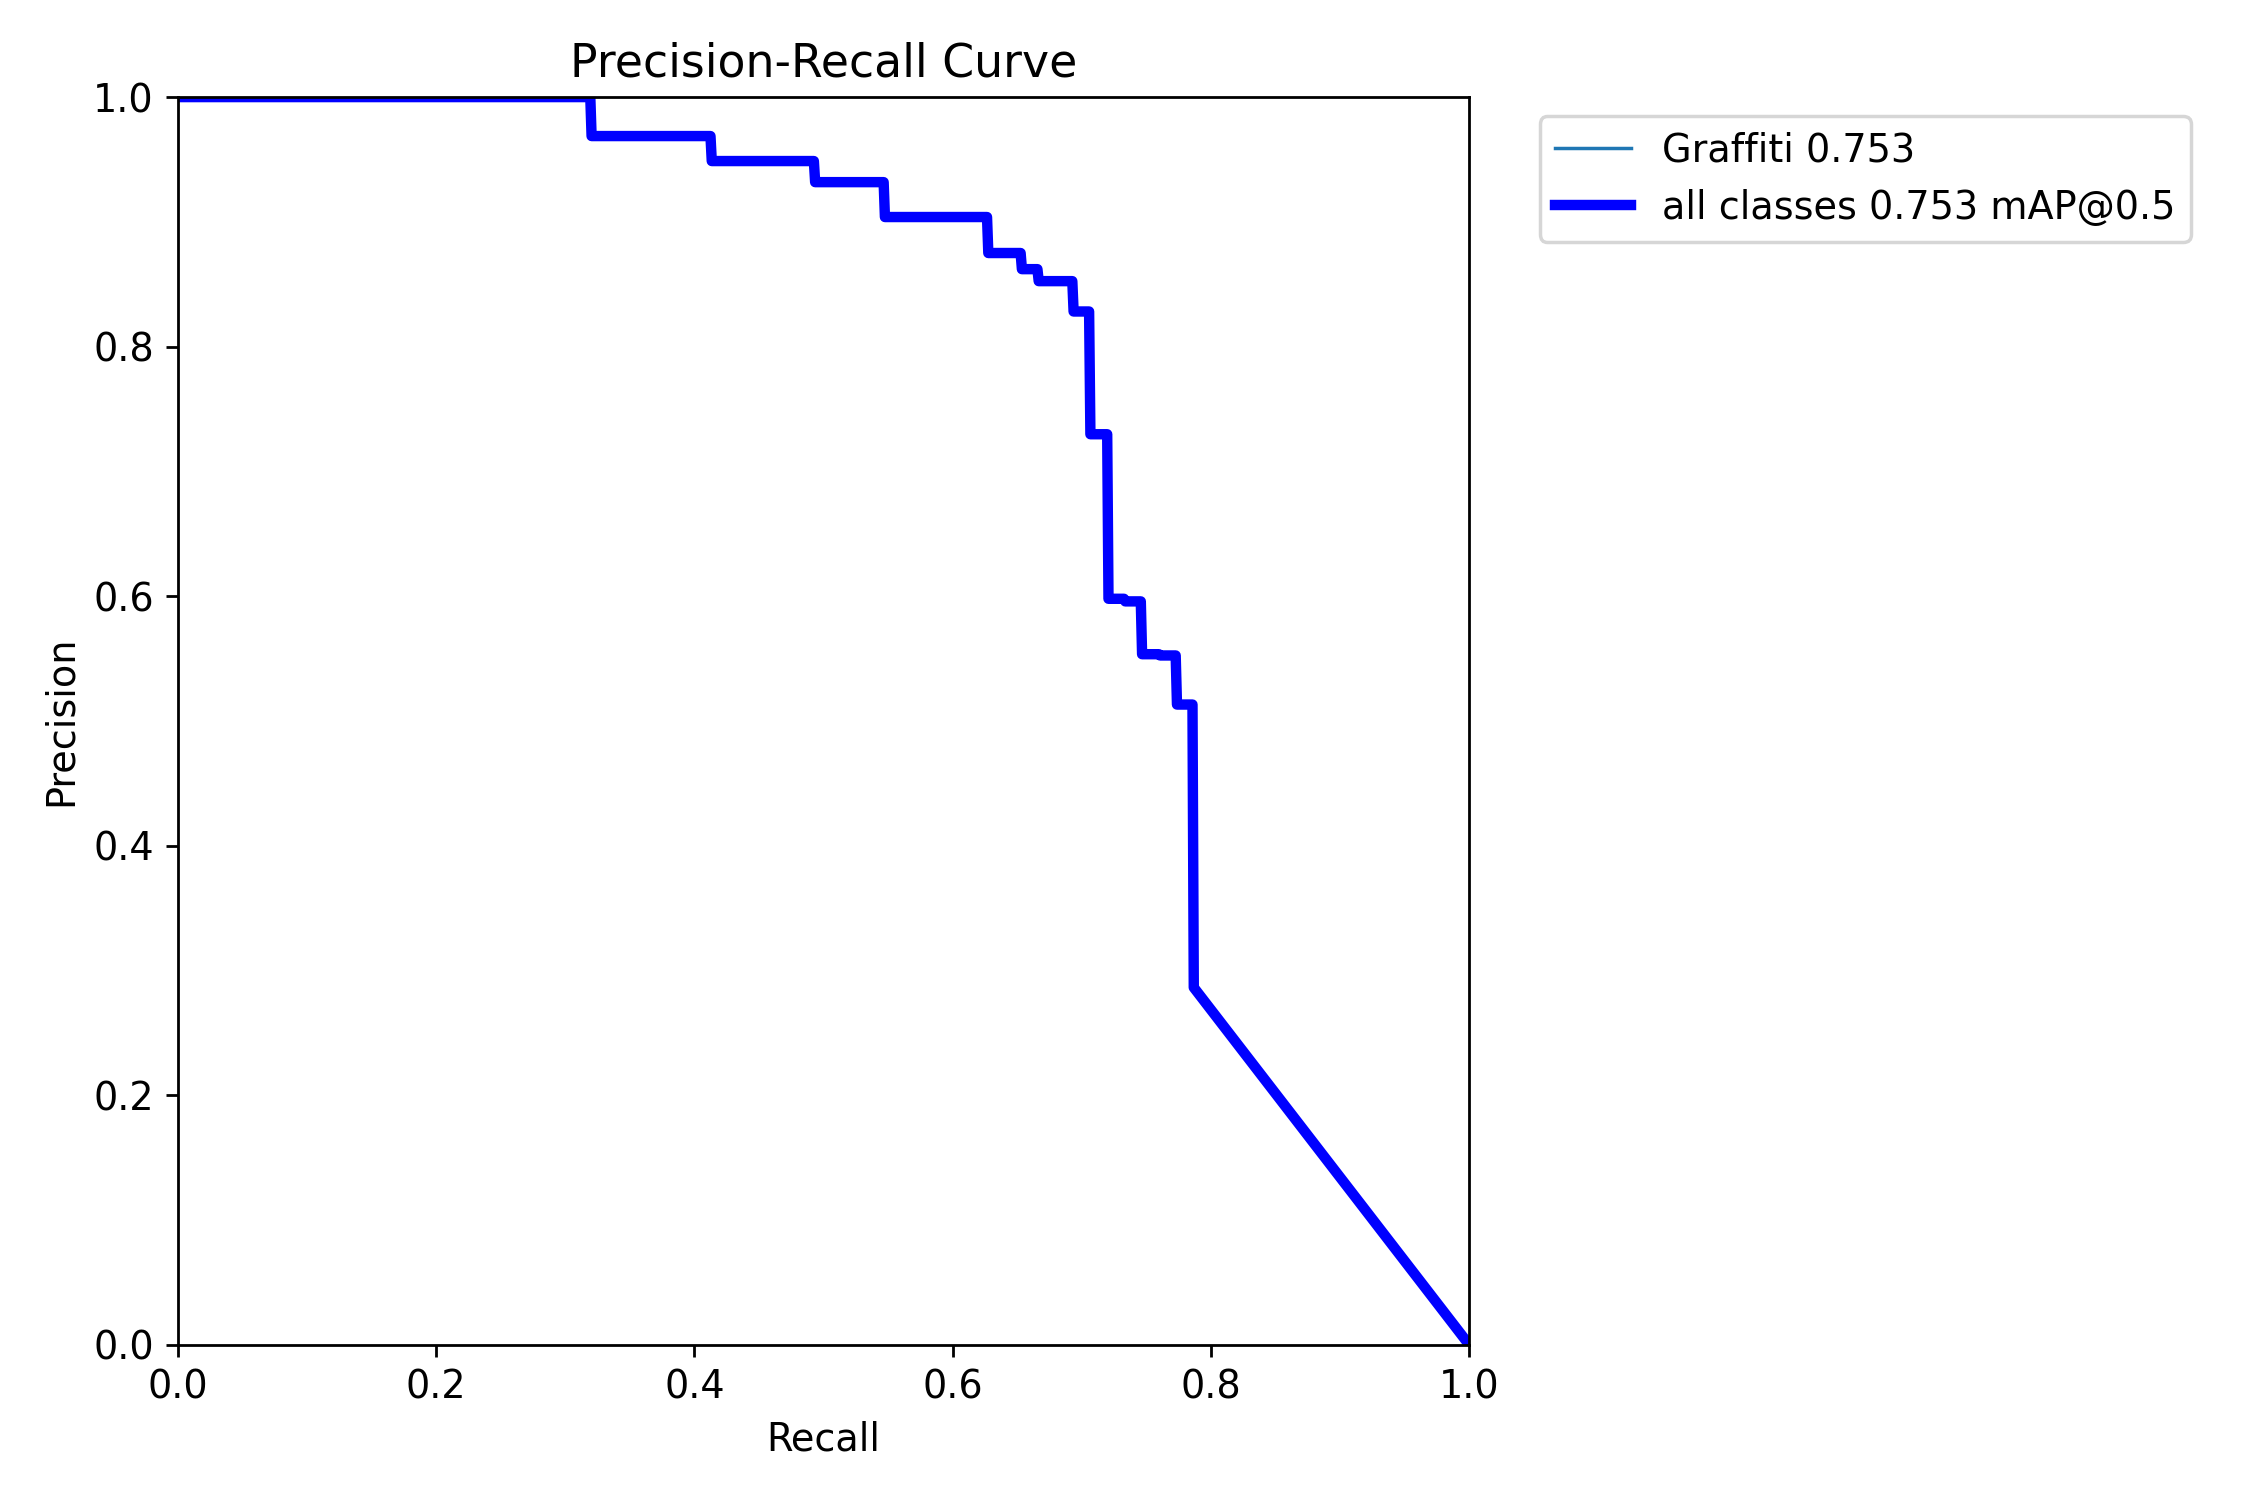 Precision-Recall Curve
1.0
0.8
0.6
0.4
0.2
0.0
Precision
0.0 0.2 0.4 0.6 0.8 1.0
Recall
Graffiti 0.753
all classes 0.753 mAP@0.5